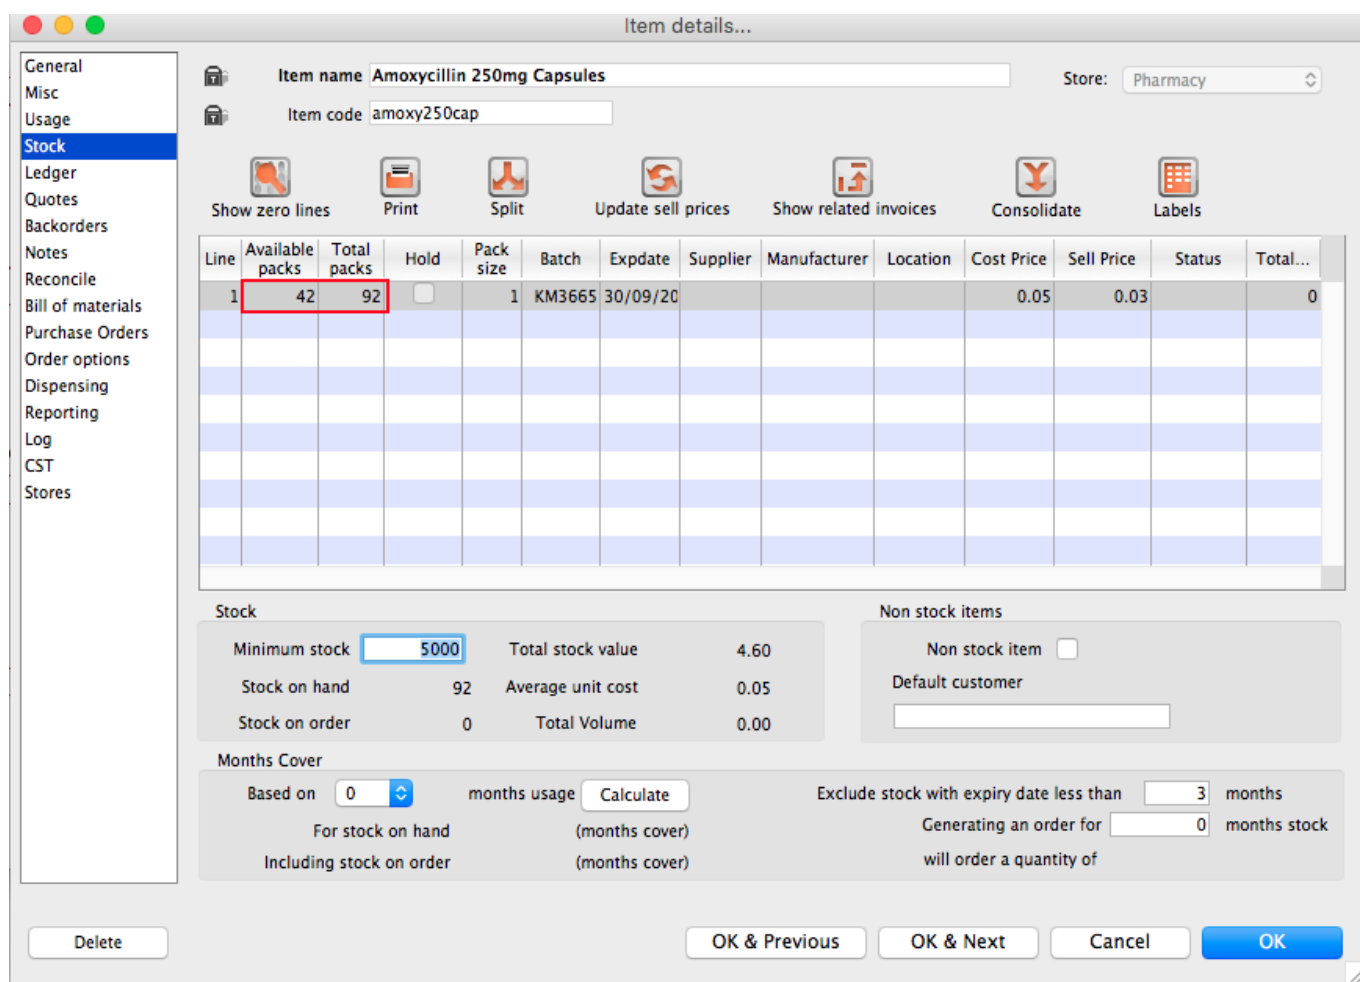 Item details...
General
Misc
Usage
Stock
Ledger
Quotes
Backorders
Notes
Reconcile
Bill of materials
Purchase Orders
Order options
Dispensing
Reporting
Log
CST
Stores
Item name Amoxycillin 250mg Capsules Store: Pharmacy
Item code amoxy250cap
Show zero lines Print Split Update sell prices Show related invoices Consolidate Labels
Line Available packs Total packs Hold Pack size Batch Expdate Supplier Manufacturer Location Cost Price Sell Price Status Total...
1 42 92 1 KM3665 30/09/20 0.05 0.03 0
Stock
Minimum stock 5000 Total stock value 4.60
Stock on hand 92 Average unit cost 0.05
Stock on order 0 Total Volume 0.00
Non stock items
Non stock item
Default customer
Months Cover
Based on 0 months usage Calculate Exclude stock with expiry date less than 3 months
For stock on hand (months cover) Generating an order for 0 months stock
Including stock on order (months cover) will order a quantity of
Delete OK & Previous OK & Next Cancel OK